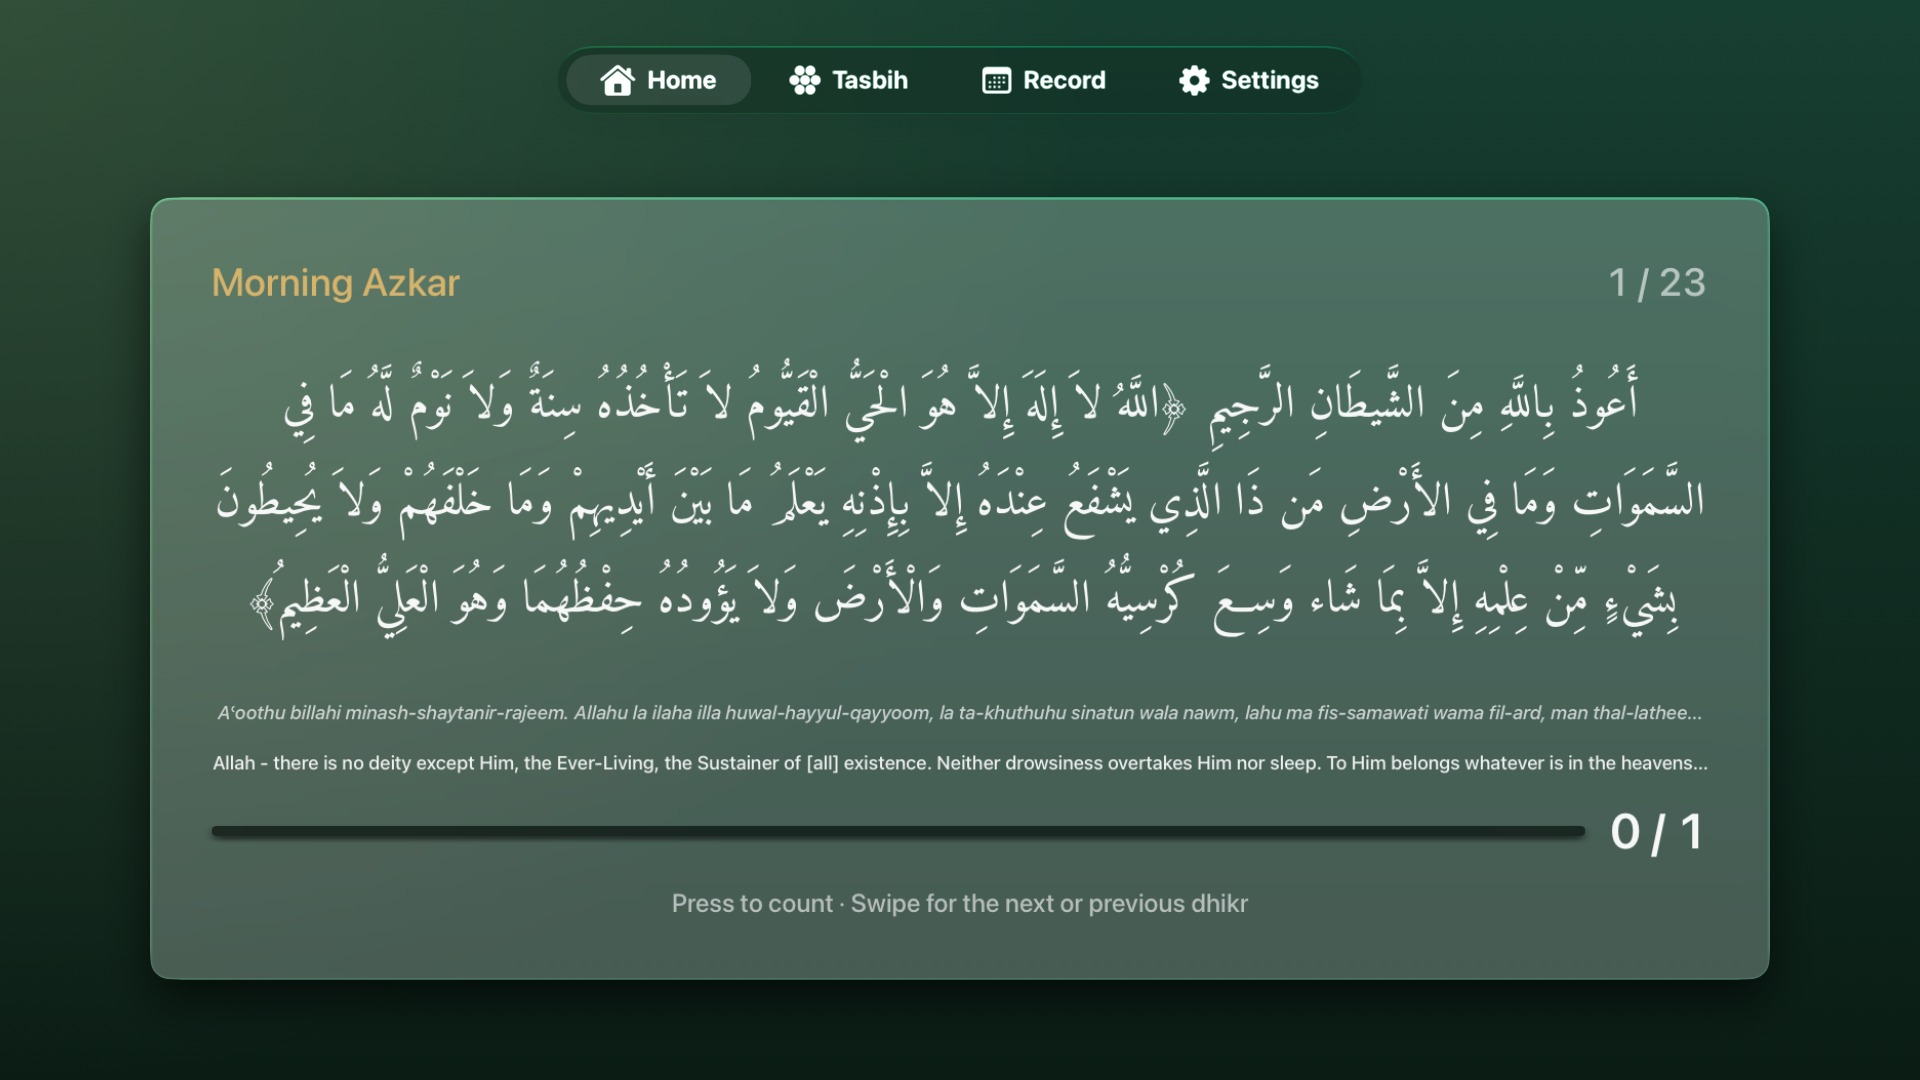 Home
Tasbih
Record
Settings
Morning Azkar
1 / 23
أَعُوذُ بِاللَّهِ مِنَ الشَّيطَانِ الرَّجِيمِ ﴿اللَّهُ لاَ إِلَهَ إِلاَّ هُوَ الْحَيُّ الْقَيُّومُ لاَ تَأْخُذُهُ سِنَةٌ وَلاَ نَوْمٌ لَّهُ مَا فِي
السَّمَوَاتِ وَمَا فِي الأَرْضِ مَن ذَا الَّذِي يَشْفَعُ عِنْدَهُ إِلاَّ بِإِذْنِهِ يَعْلَمُ مَا بَيْنَ أَيْدِيهِمْ وَمَا خَلْفَهُمْ وَلاَ يُحِيطُونَ
بِشَيْءٍ مِّنْ عِلْمِهِ إِلاَّ بِمَا شَاء وَسِعَ كُرْسِيُّهُ السَّمَوَاتِ وَالْأَرْضَ وَلاَ يَؤُودُهُ حِفْظُهُمَا وَهُوَ الْعَلِيُّ الْعَظِيمُ﴾
Aʿoothu billahi minash-shaytanir-rajeem. Allahu la ilaha illa huwal-hayyul-qayyoom, la ta-khuthuhu sinatun wala nawm, lahu ma fis-samawati wama fil-ard, man thal-lathee...
Allah - there is no deity except Him, the Ever-Living, the Sustainer of [all] existence. Neither drowsiness overtakes Him nor sleep. To Him belongs whatever is in the heavens...
0 / 1
Press to count · Swipe for the next or previous dhikr